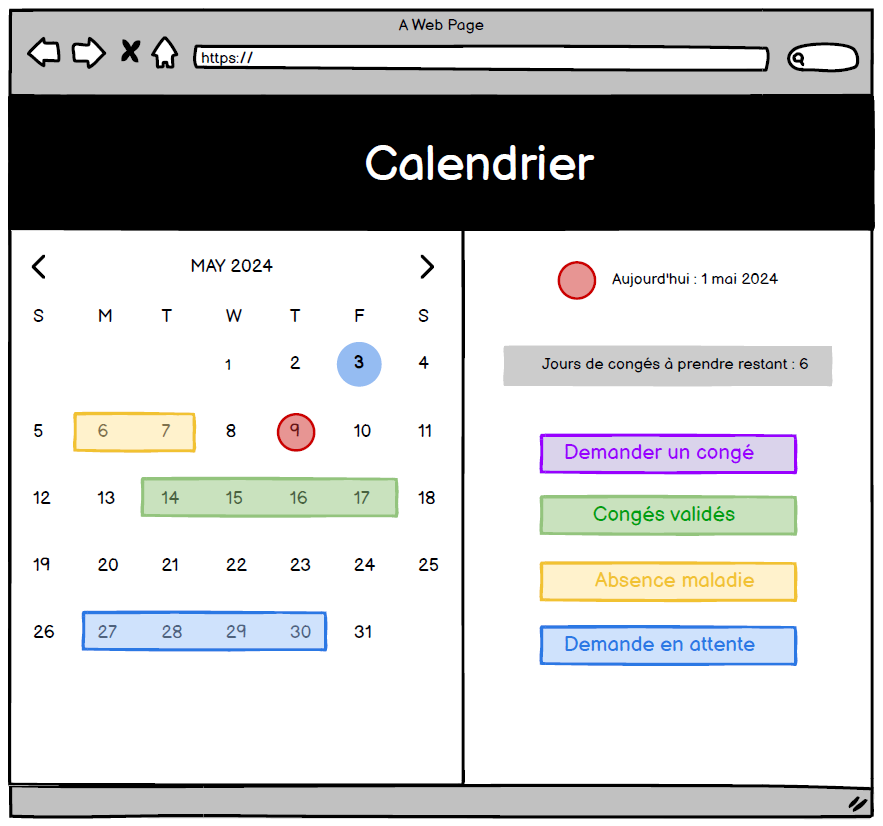 A Web Page
https://
Calendrier
MAY 2024
S M T W T F S
1 2 3 4
5 6 7 8 9 10 11
12 13 14 15 16 17 18
19 20 21 22 23 24 25
26 27 28 29 30 31
Aujourd'hui : 1 mai 2024
Jours de congés à prendre restant : 6
Demander un congé
Congés validés
Absence maladie
Demande en attente